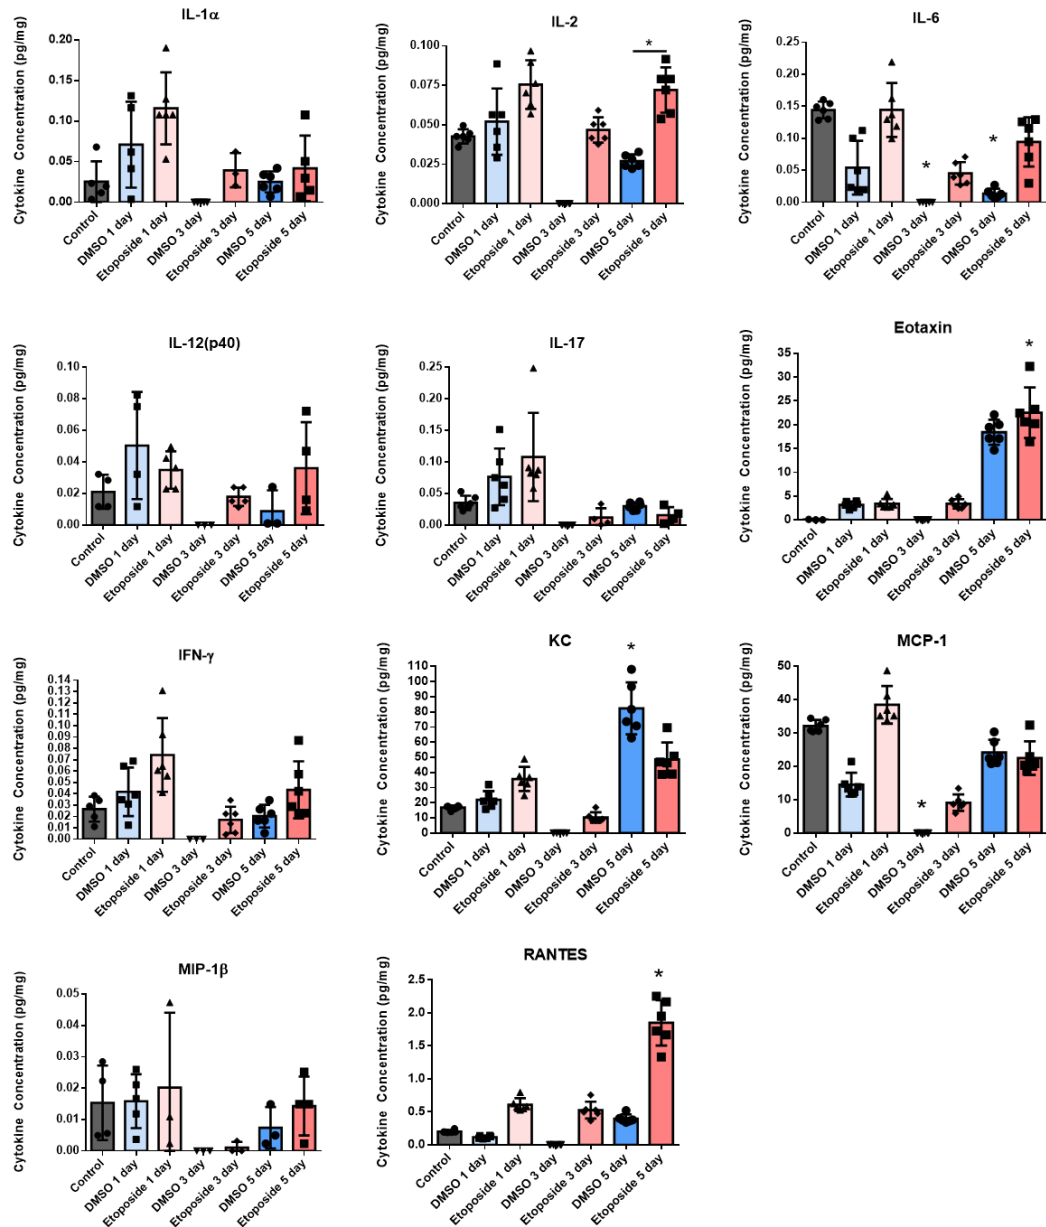 IL-1α
Cytokine Concentration (pg/mg)
0.20
0.15
0.10
0.05
0.00
Control
DMSO 1 day
Etoposide 1 day
DMSO 3 day
Etoposide 3 day
DMSO 5 day
Etoposide 5 day
IL-2
Cytokine Concentration (pg/mg)
0.100
0.075
0.050
0.025
0.000
*
Control
DMSO 1 day
Etoposide 1 day
DMSO 3 day
Etoposide 3 day
DMSO 5 day
Etoposide 5 day
IL-6
Cytokine Concentration (pg/mg)
0.25
0.20
0.15
0.10
0.05
0.00
*
*
Control
DMSO 1 day
Etoposide 1 day
DMSO 3 day
Etoposide 3 day
DMSO 5 day
Etoposide 5 day
IL-12(p40)
Cytokine Concentration (pg/mg)
0.10
0.08
0.06
0.04
0.02
0.00
Control
DMSO 1 day
Etoposide 1 day
DMSO 3 day
Etoposide 3 day
DMSO 5 day
Etoposide 5 day
IL-17
Cytokine Concentration (pg/mg)
0.25
0.20
0.15
0.10
0.05
0.00
Control
DMSO 1 day
Etoposide 1 day
DMSO 3 day
Etoposide 3 day
DMSO 5 day
Etoposide 5 day
Eotaxin
Cytokine Concentration (pg/mg)
35
30
25
20
15
10
5
0
*
Control
DMSO 1 day
Etoposide 1 day
DMSO 3 day
Etoposide 3 day
DMSO 5 day
Etoposide 5 day
IFN-γ
Cytokine Concentration (pg/mg)
0.14
0.13
0.12
0.11
0.10
0.09
0.08
0.07
0.06
0.05
0.04
0.03
0.02
0.01
0.00
Control
DMSO 1 day
Etoposide 1 day
DMSO 3 day
Etoposide 3 day
DMSO 5 day
Etoposide 5 day
KC
Cytokine Concentration (pg/mg)
110
100
90
80
70
60
50
40
30
20
10
0
*
Control
DMSO 1 day
Etoposide 1 day
DMSO 3 day
Etoposide 3 day
DMSO 5 day
Etoposide 5 day
MCP-1
Cytokine Concentration (pg/mg)
50
40
30
20
10
0
*
Control
DMSO 1 day
Etoposide 1 day
DMSO 3 day
Etoposide 3 day
DMSO 5 day
Etoposide 5 day
MIP-1β
Cytokine Concentration (pg/mg)
0.05
0.04
0.03
0.02
0.01
0.00
Control
DMSO 1 day
Etoposide 1 day
DMSO 3 day
Etoposide 3 day
DMSO 5 day
Etoposide 5 day
RANTES
Cytokine Concentration (pg/mg)
2.5
2.0
1.5
1.0
0.5
0.0
*
Control
DMSO 1 day
Etoposide 1 day
DMSO 3 day
Etoposide 3 day
DMSO 5 day
Etoposide 5 day